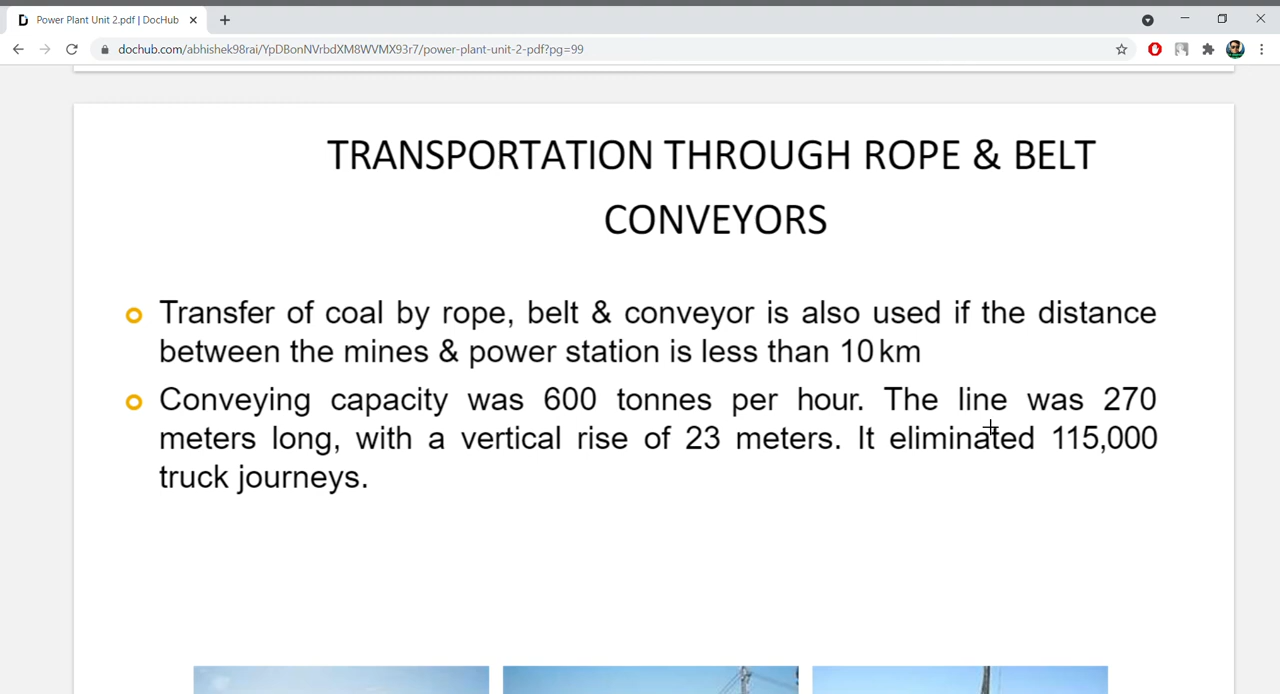 Power Plant Unit 2.pdf | DocHub
dochub.com/abhishek98rai/YpDBonNVrbdXM8WVMX93r7/power-plant-unit-2-pdf?pg=99
TRANSPORTATION THROUGH ROPE & BELT
CONVEYORS
Transfer of coal by rope, belt & conveyor is also used if the distance
between the mines & power station is less than 10 km
Conveying capacity was 600 tonnes per hour. The line was 270
meters long, with a vertical rise of 23 meters. It eliminated 115,000
truck journeys.